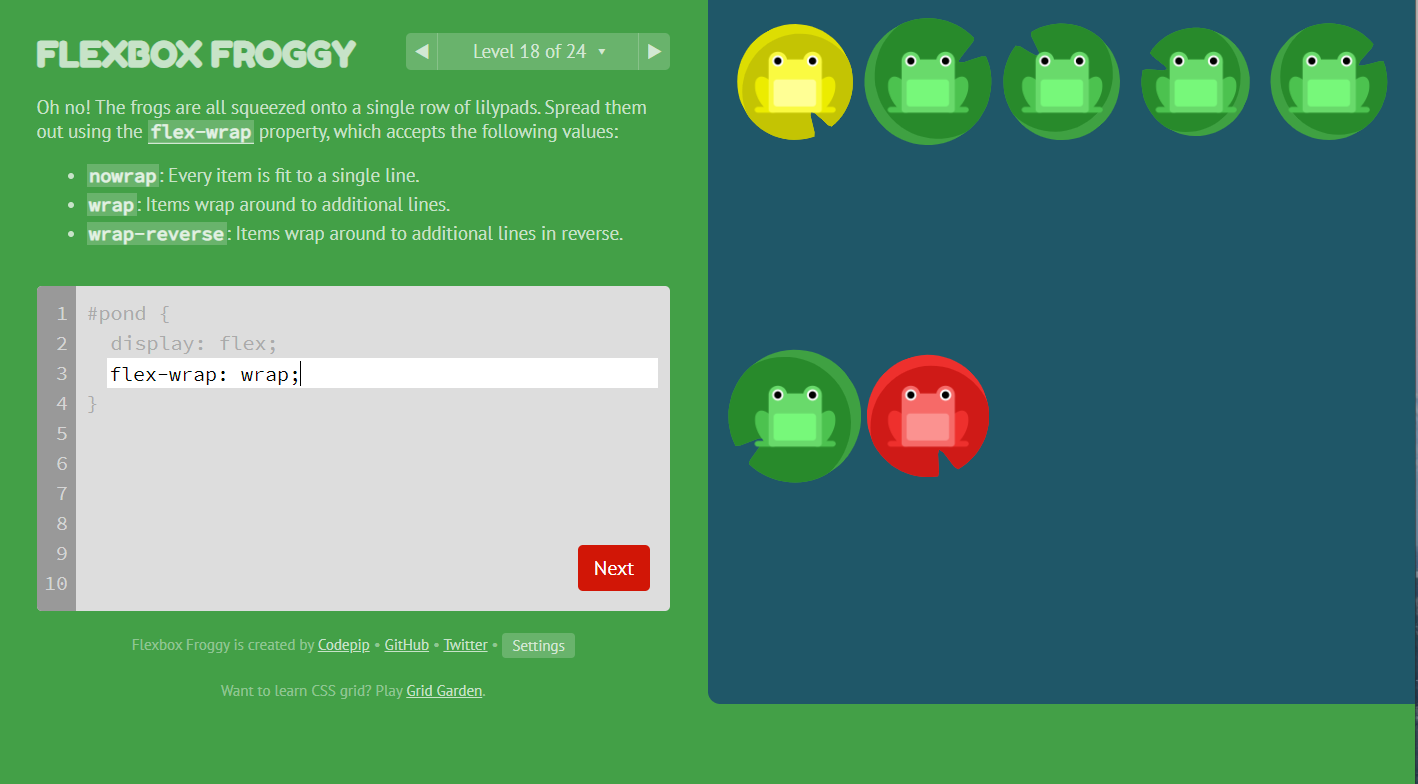 FLEXBOX FROGGY
◀ Level 18 of 24 ▾ ▶
Oh no! The frogs are all squeezed onto a single row of lilypads. Spread them
out using the flex-wrap property, which accepts the following values:
• nowrap: Every item is fit to a single line.
• wrap: Items wrap around to additional lines.
• wrap-reverse: Items wrap around to additional lines in reverse.
1 #pond {
2 display: flex;
3 flex-wrap: wrap;
4 }
5
6
7
8
9
10
Next
Flexbox Froggy is created by Codepip • GitHub • Twitter • Settings
Want to learn CSS grid? Play Grid Garden.